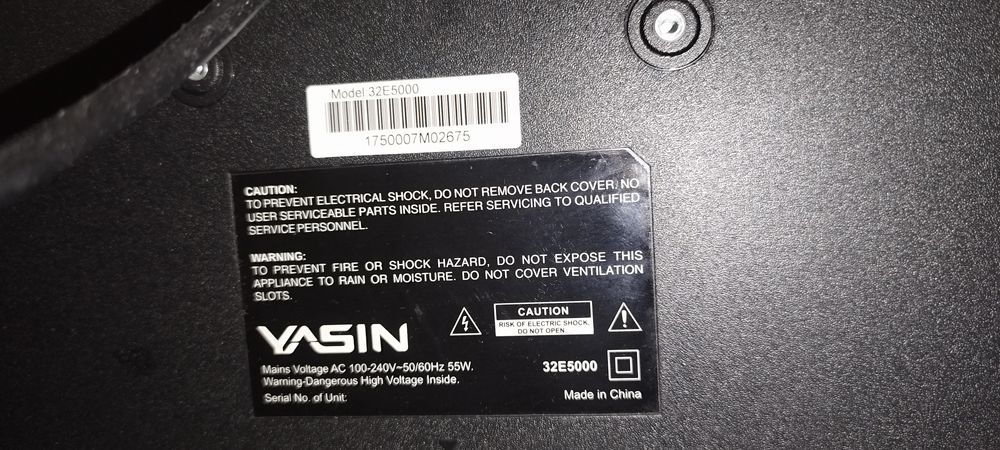 Model 32E5000
1750007M02675
CAUTION:
TO PREVENT ELECTRICAL SHOCK, DO NOT REMOVE BACK COVER. NO
USER SERVICEABLE PARTS INSIDE. REFER SERVICING TO QUALIFIED
SERVICE PERSONNEL.
WARNING:
TO PREVENT FIRE OR SHOCK HAZARD, DO NOT EXPOSE THIS
APPLIANCE TO RAIN OR MOISTURE. DO NOT COVER VENTILATION
SLOTS.
YASIN
CAUTION
RISK OF ELECTRIC SHOCK.
DO NOT OPEN.
Mains Voltage AC 100-240V~50/60Hz 55W.
Warning-Dangerous High Voltage Inside.
Serial No. of Unit:
32E5000
Made in China